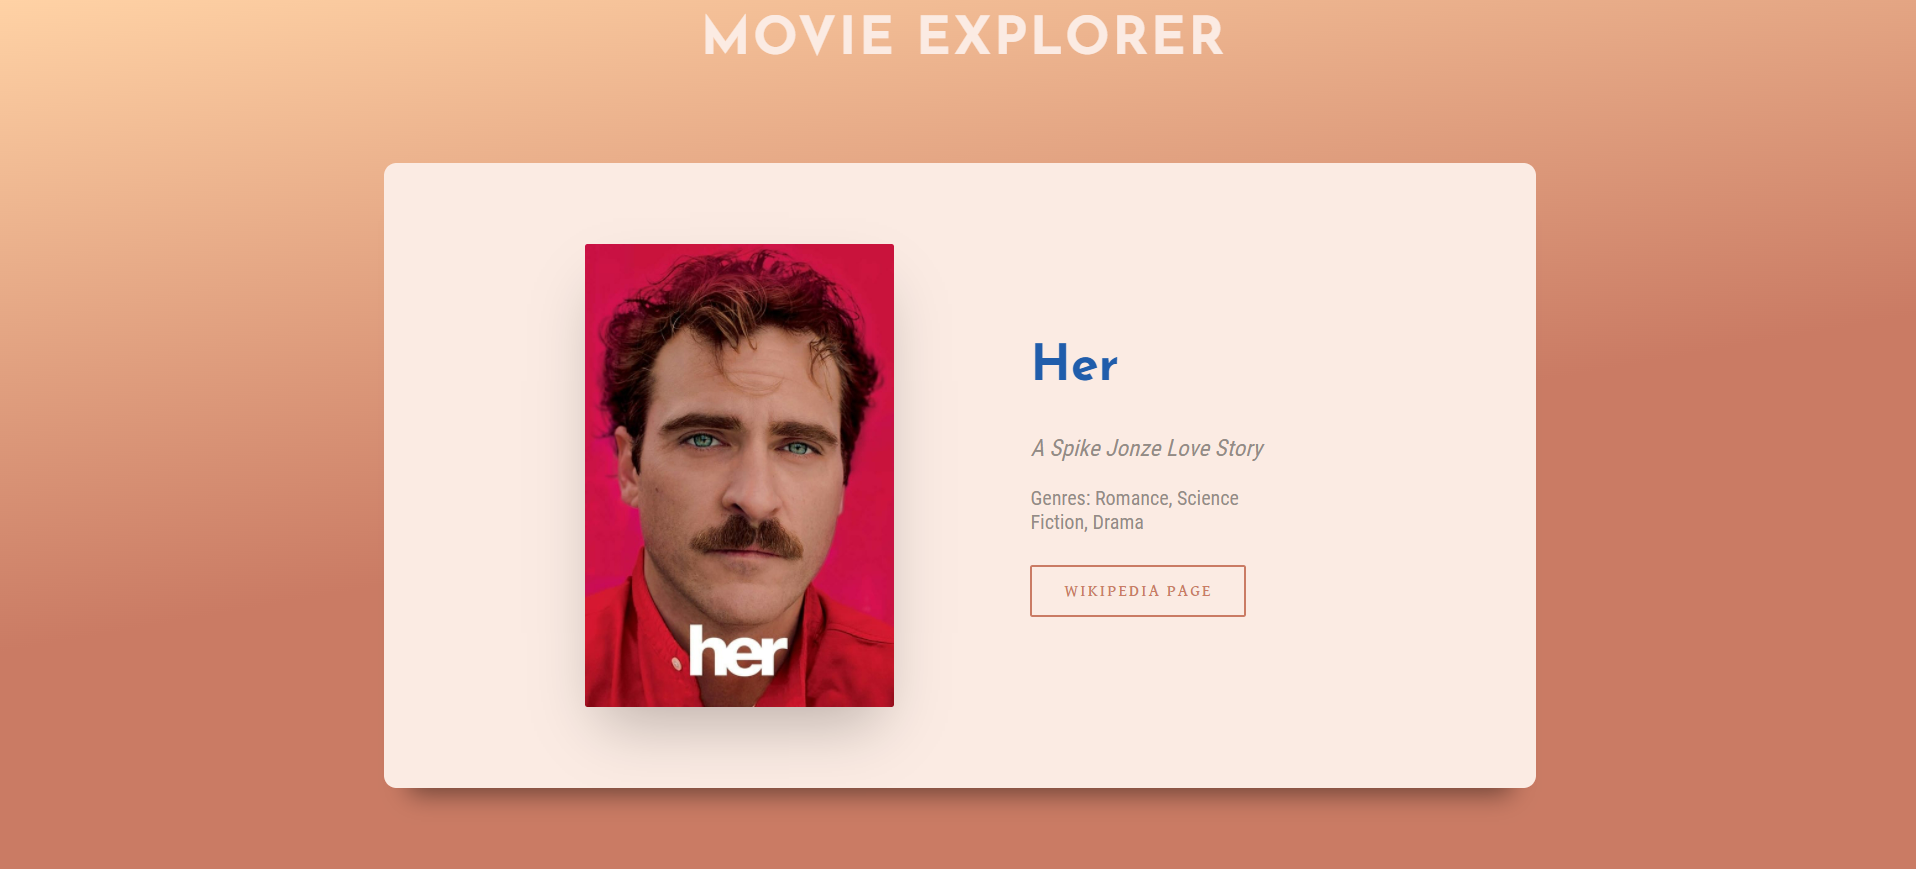 MOVIE EXPLORER
her
Her
A Spike Jonze Love Story
Genres: Romance, Science
Fiction, Drama
WIKIPEDIA PAGE